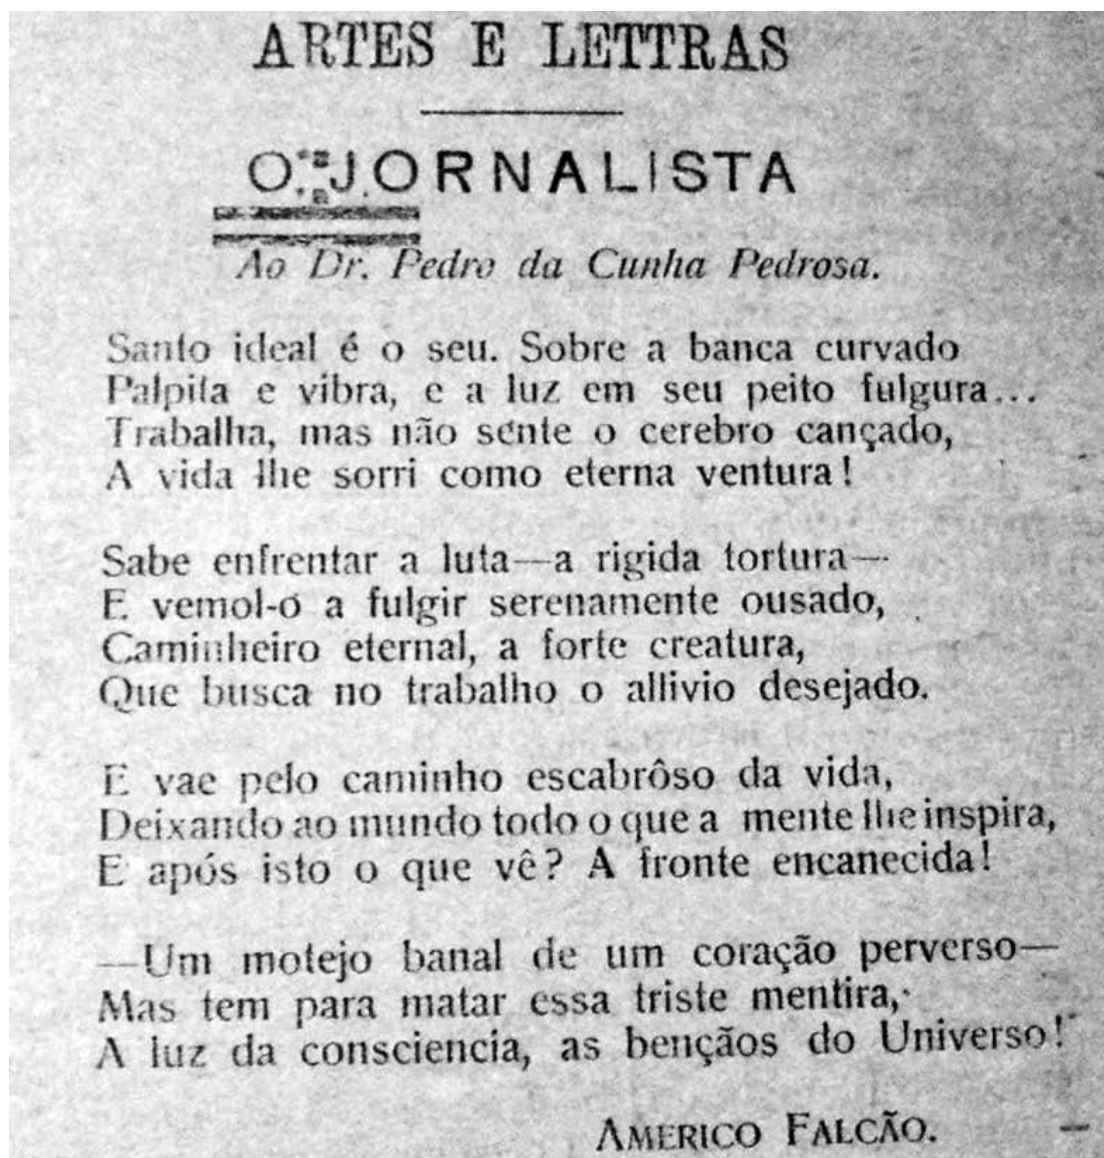 ARTES E LETTRAS
O JORNALISTA
Ao Dr. Pedro da Cunha Pedrosa.
Santo ideal é o seu. Sobre a banca curvado
Palpita e vibra, e a luz em seu peito fulgura...
Trabalha, mas não sente o cerebro cançado,
A vida lhe sorri como eterna ventura!
Sabe enfrentar a luta—a rigida tortura—
E vemol-o a fulgir serenamente ousado,
Caminheiro eternal, a forte creatura,
Que busca no trabalho o allivio desejado.
E vae pelo caminho escabrôso da vida,
Deixando ao mundo todo o que a mente lhe inspira,
E após isto o que vê? A fronte encanecida!
—Um motejo banal de um coração perverso—
Mas tem para matar essa triste mentira,
A luz da consciencia, as bençãos do Universo!
AMERICO FALCÃO.